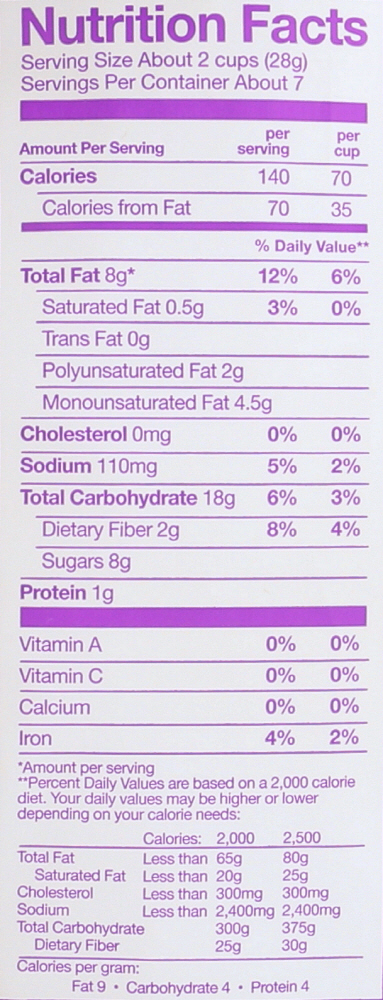 Nutrition Facts
Serving Size About 2 cups (28g)
Servings Per Container About 7
Amount Per Serving per serving per cup
Calories 140 70
Calories from Fat 70 35
% Daily Value**
Total Fat 8g* 12% 6%
Saturated Fat 0.5g 3% 0%
Trans Fat 0g
Polyunsaturated Fat 2g
Monounsaturated Fat 4.5g
Cholesterol 0mg 0% 0%
Sodium 110mg 5% 2%
Total Carbohydrate 18g 6% 3%
Dietary Fiber 2g 8% 4%
Sugars 8g
Protein 1g
Vitamin A 0% 0%
Vitamin C 0% 0%
Calcium 0% 0%
Iron 4% 2%
*Amount per serving
**Percent Daily Values are based on a 2,000 calorie
diet. Your daily values may be higher or lower
depending on your calorie needs:
Calories: 2,000 2,500
Total Fat Less than 65g 80g
Saturated Fat Less than 20g 25g
Cholesterol Less than 300mg 300mg
Sodium Less than 2,400mg 2,400mg
Total Carbohydrate 300g 375g
Dietary Fiber 25g 30g
Calories per gram:
Fat 9 • Carbohydrate 4 • Protein 4